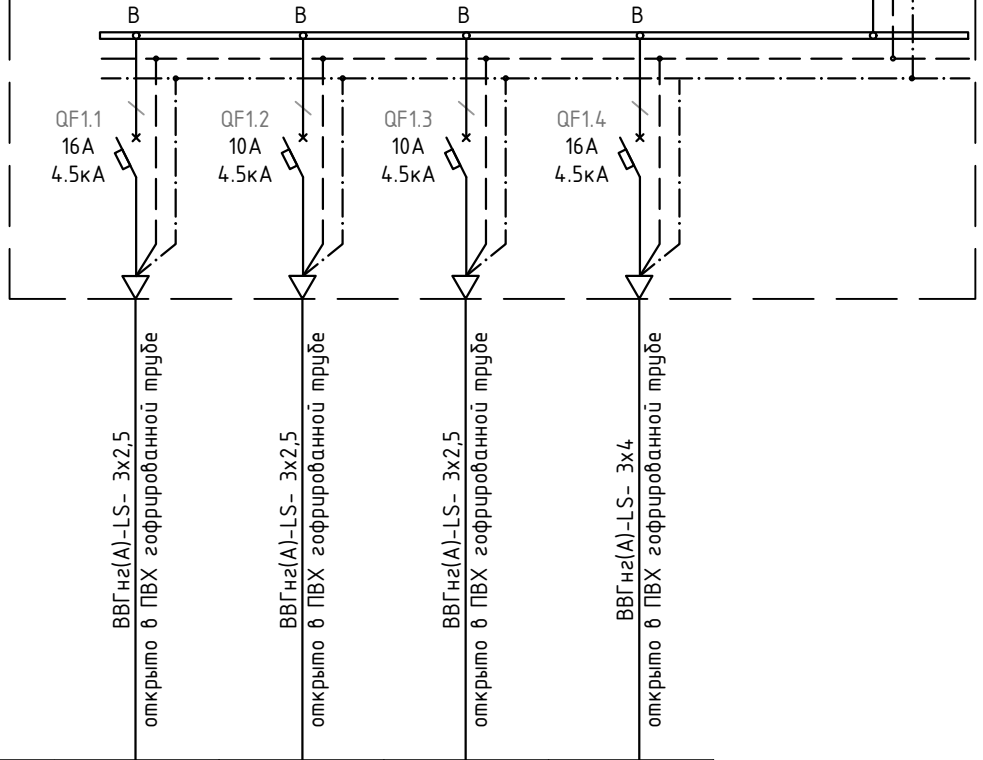 В
В
В
В
QF1.1
16А
4.5кА
QF1.2
10А
4.5кА
QF1.3
10А
4.5кА
QF1.4
16А
4.5кА
ВВГнг(А)-LS- 3х2,5
открыто в ПВХ гофрированной трубе
ВВГнг(А)-LS- 3х2,5
открыто в ПВХ гофрированной трубе
ВВГнг(А)-LS- 3х2,5
открыто в ПВХ гофрированной трубе
ВВГнг(А)-LS- 3х4
открыто в ПВХ гофрированной трубе